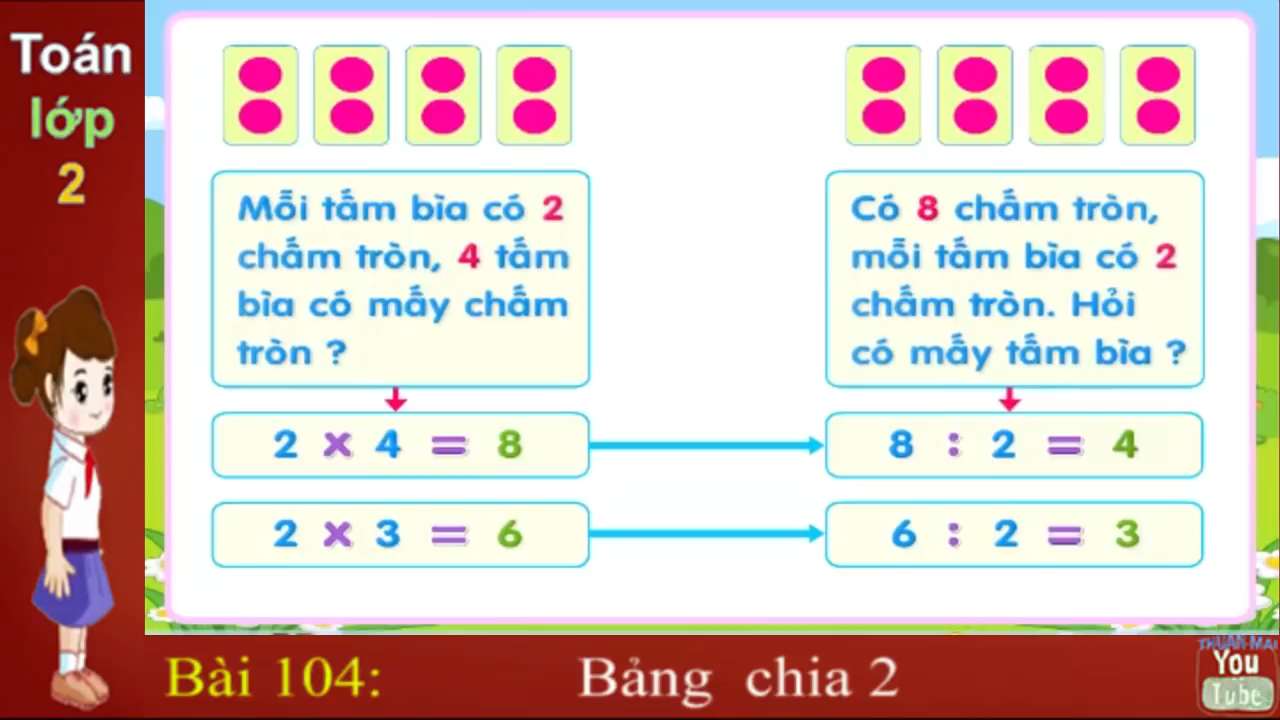 Toán
lớp
2
Mỗi tấm bìa có 2
chấm tròn, 4 tấm
bìa có mấy chấm
tròn ?
Có 8 chấm tròn,
mỗi tấm bìa có 2
chấm tròn. Hỏi
có mấy tấm bìa ?
2 × 4 = 8
8 : 2 = 4
2 × 3 = 6
6 : 2 = 3
Bài 104: Bảng chia 2
THUAN MAI
You
Tube